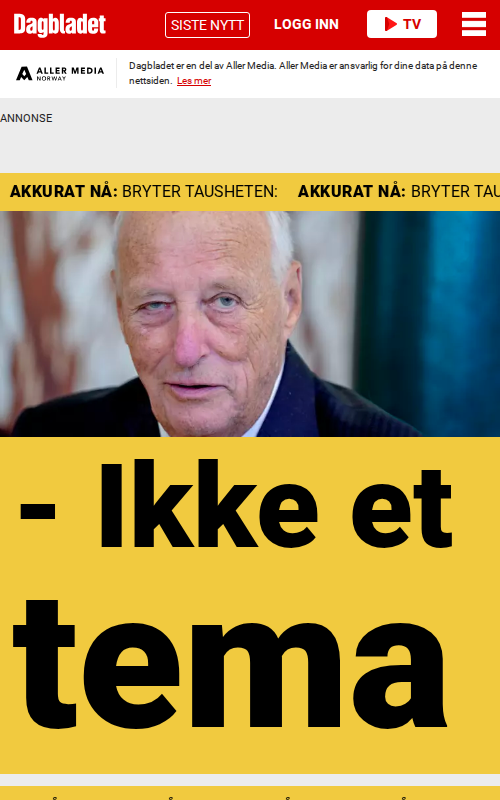 Dagbladet
SISTE NYTT
LOGG INN
TV
ALLER MEDIA
NORWAY
Dagbladet er en del av Aller Media. Aller Media er ansvarlig for dine data på denne
nettsiden. Les mer
ANNONSE
AKKURAT NÅ: BRYTER TAUSHETEN: AKKURAT NÅ: BRYTER TAU
- Ikke et
tema